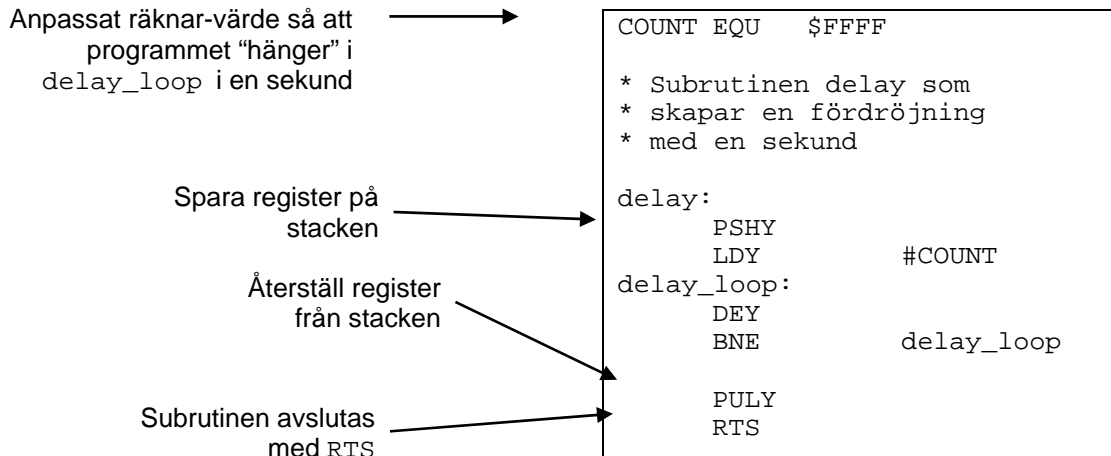 Anpassat räknar-värde så att
programmet “hänger” i
delay_loop i en sekund
Spara register på
stacken
Återställ register
från stacken
Subrutinen avslutas
med RTS
COUNT EQU $FFFF
* Subrutinen delay som
* skapar en fördröjning
* med en sekund
delay:
PSHY
LDY #COUNT
delay_loop:
DEY
BNE delay_loop
PULY
RTS